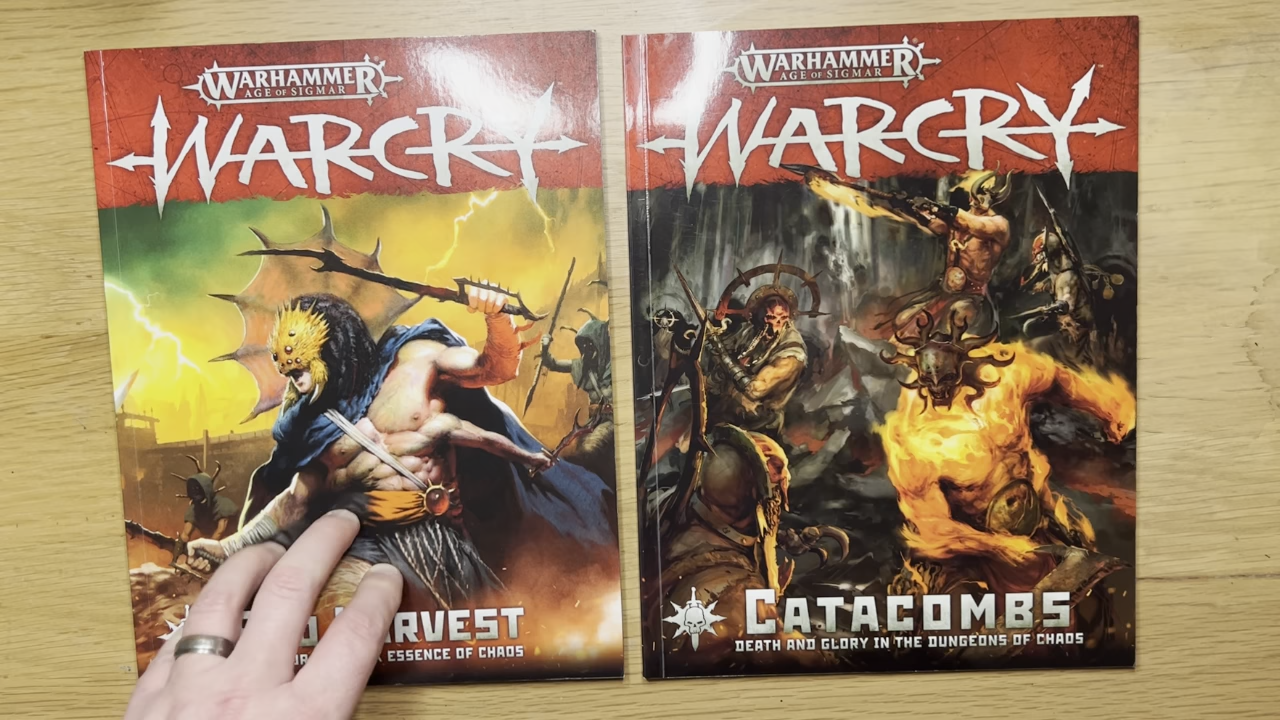 WARHAMMER
AGE OF SIGMAR
WARCRY
HARVEST
ESSENCE OF CHAOS
WARHAMMER
AGE OF SIGMAR
WARCRY
CATACOMBS
DEATH AND GLORY IN THE DUNGEONS OF CHAOS